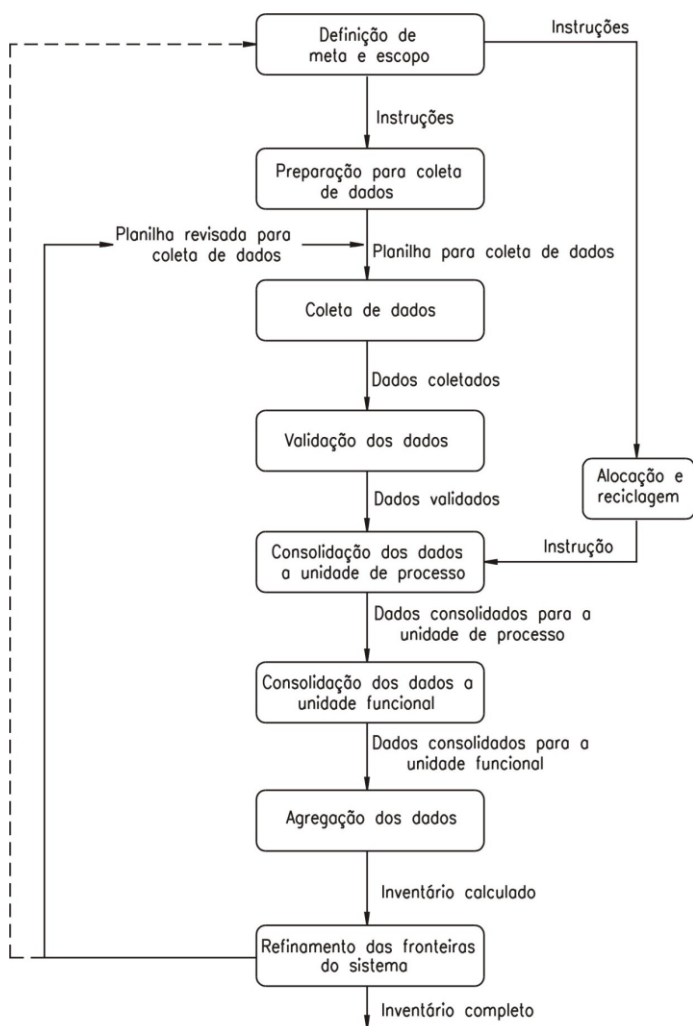 Definição de
meta e escopo
Instruções
Instruções
Preparação para coleta
de dados
Planilha revisada para
coleta de dados
Planilha para coleta de dados
Coleta de dados
Dados coletados
Validação dos dados
Alocação e
reciclagem
Dados validados
Instrução
Consolidação dos dados
a unidade de processo
Dados consolidados para a
unidade de processo
Consolidação dos dados a
unidade funcional
Dados consolidados para a
unidade funcional
Agregação dos dados
Inventário calculado
Refinamento das fronteiras
do sistema
Inventário completo